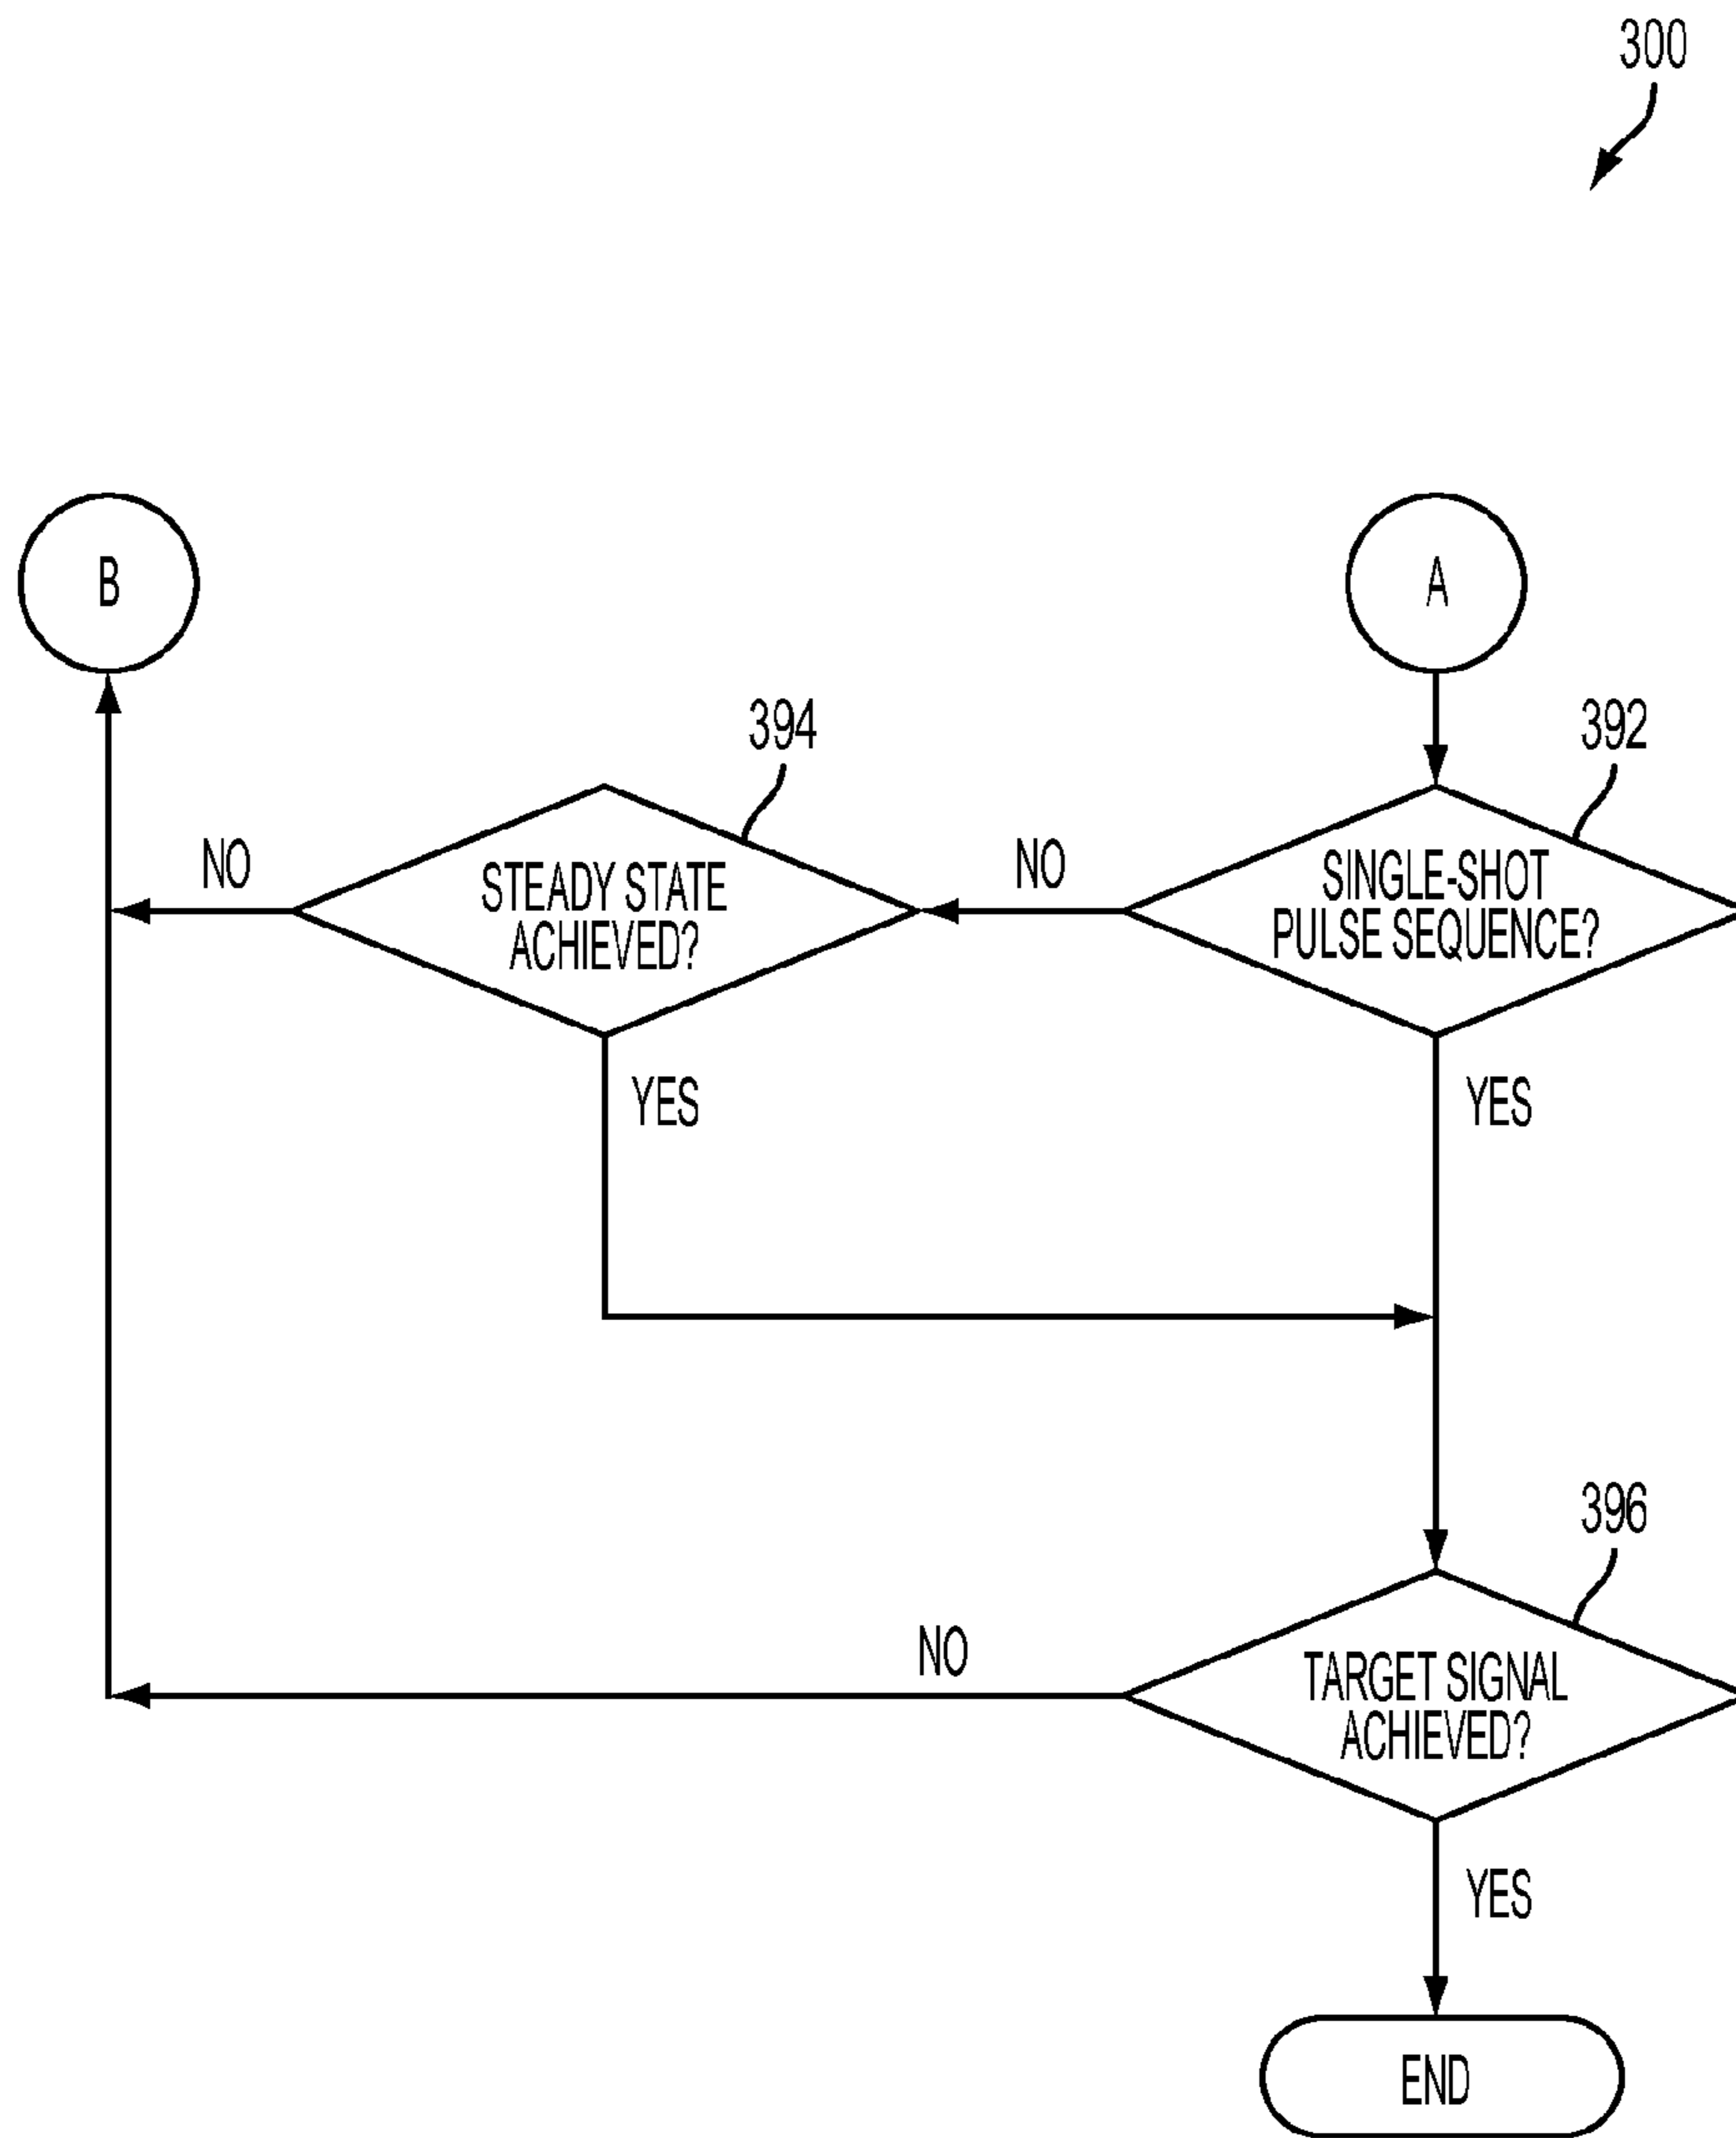 300
B
A
394
392
NO
STEADY STATE
ACHIEVED?
NO
SINGLE-SHOT
PULSE SEQUENCE?
YES
YES
396
NO
TARGET SIGNAL
ACHIEVED?
YES
END